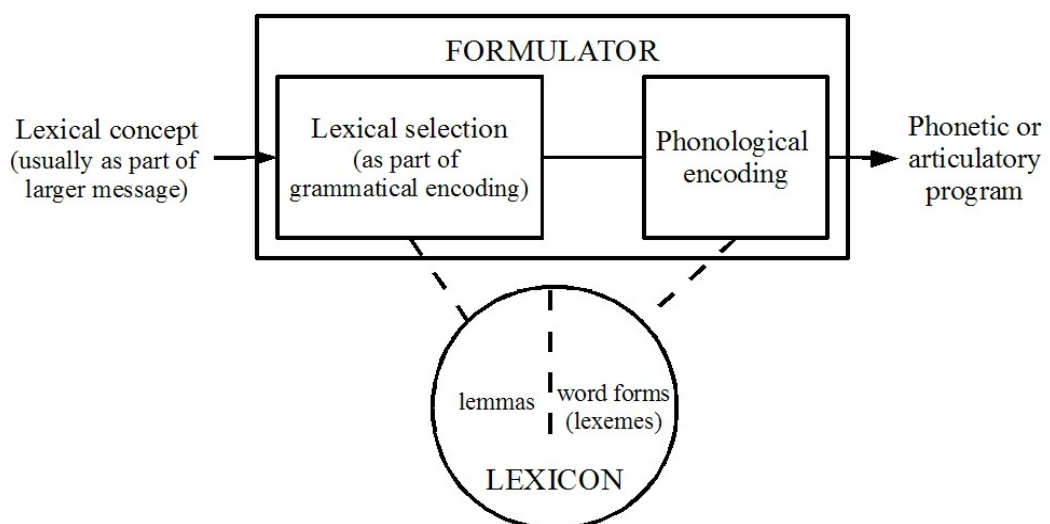 FORMULATOR
Lexical concept
(usually as part of
larger message)
Lexical selection
(as part of
grammatical encoding)
Phonological
encoding
Phonetic or
articulatory
program
lemmas
word forms
(lexemes)
LEXICON